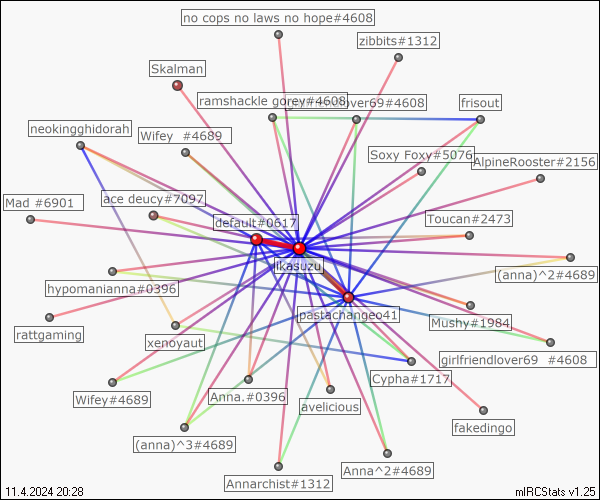 no cops no laws no hope#4608
zibbits#1312
Skalman
ramshackle gorey#4608
lover69#4608
frisout
neokingghidorah
Wifey #4689
Soxy Foxy#5076
AlpineRooster#2156
Mad #6901
ace deucy#7097
default#0617
Toucan#2473
ikasuzu
(anna)^2#4689
hypomanianna#0396
pastachangeo41
Mushy#1984
rattgaming
xenoyaut
girlfriendlover69 #4608
Cypha#1717
Wifey#4689
Anna.#0396
avelicious
fakedingo
(anna)^3#4689
Anna^2#4689
Annarchist#1312
11.4.2024 20:28
mIRCStats v1.25